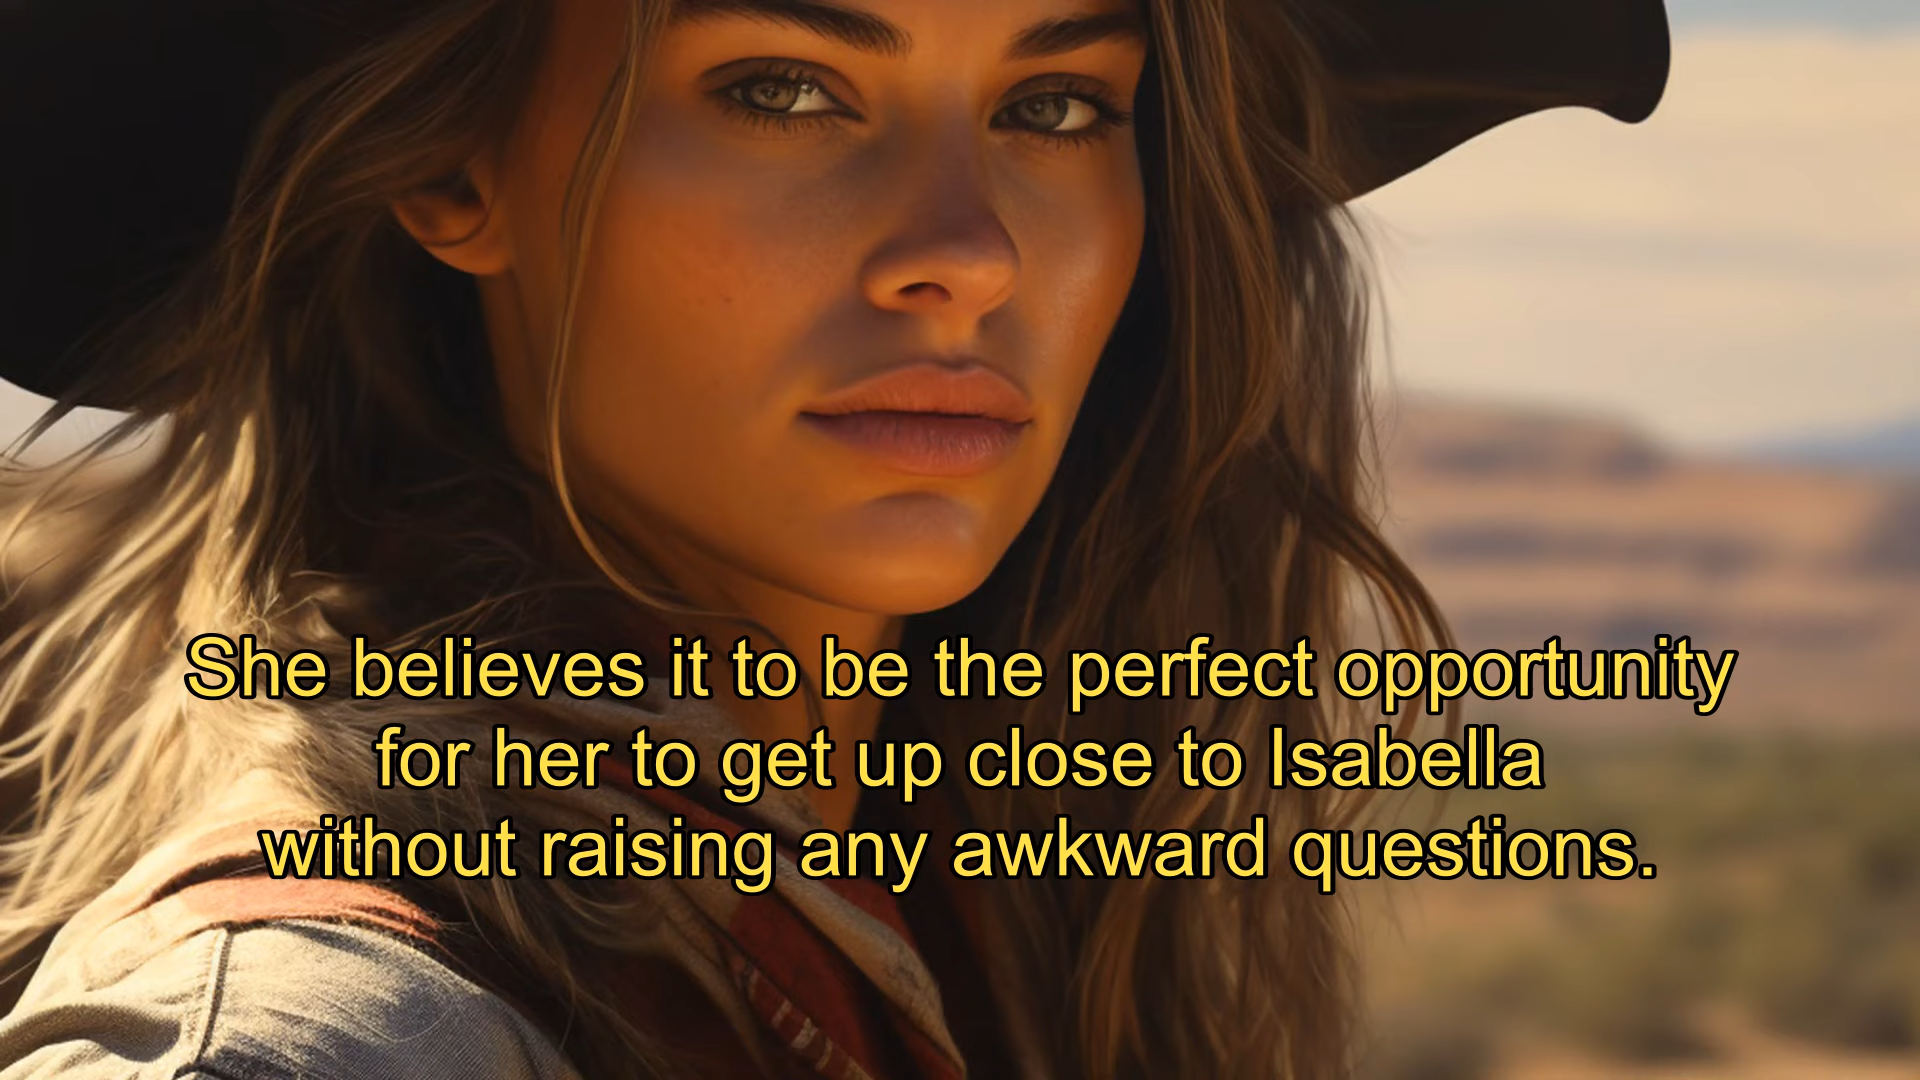 She believes it to be the perfect opportunity
for her to get up close to Isabella
without raising any awkward questions.